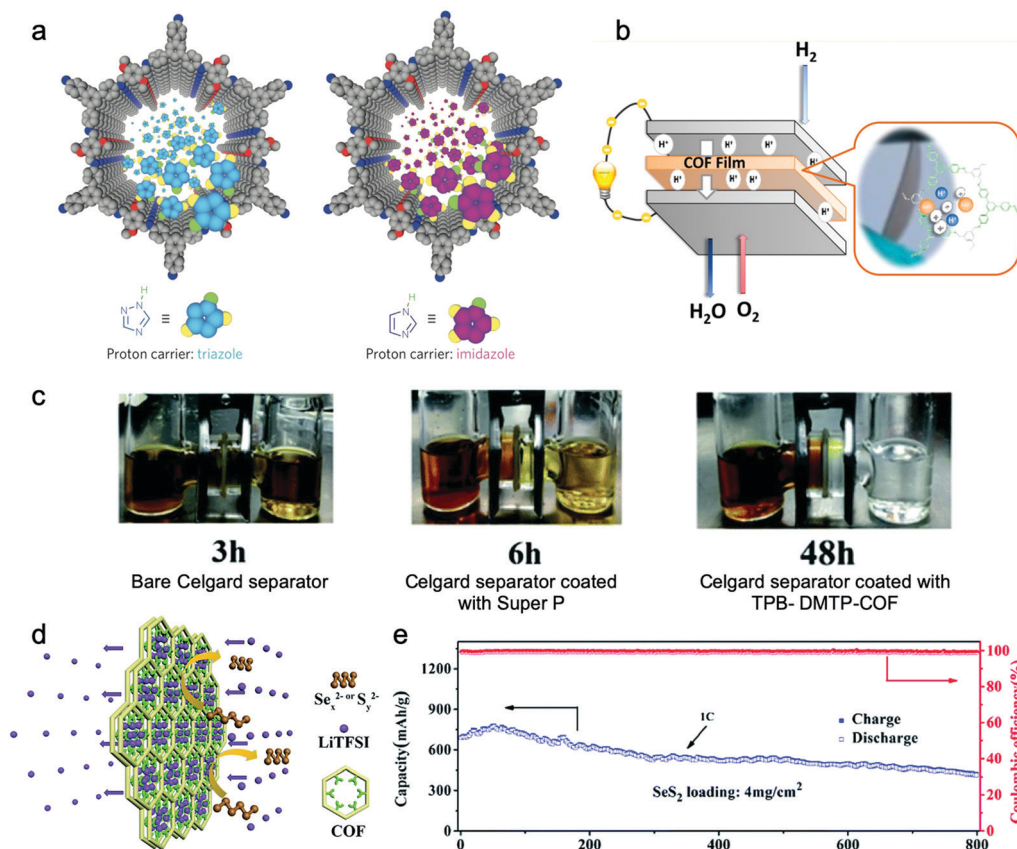 a
H
N
N
N
≡
Proton carrier: triazole
H
N
N
≡
Proton carrier: imidazole
b
H₂
H⁺ H⁺ H⁺
H⁺
COF Film
H⁺ H⁺ H⁺
H⁺
H₂O O₂
c
3h
Bare Celgard separator
6h
Celgard separator coated
with Super P
48h
Celgard separator coated with
TPB- DMTP-COF
d
Seₓ²⁻ or Sᵧ²⁻
LiTFSI
COF
e
Capacity(mAh/g)
1200
900
600
300
0
1C
Charge
Discharge
SeS₂ loading: 4mg/cm²
0 200 400 600 800
100
80
60
40
20
0
Coulombic efficiency(%)